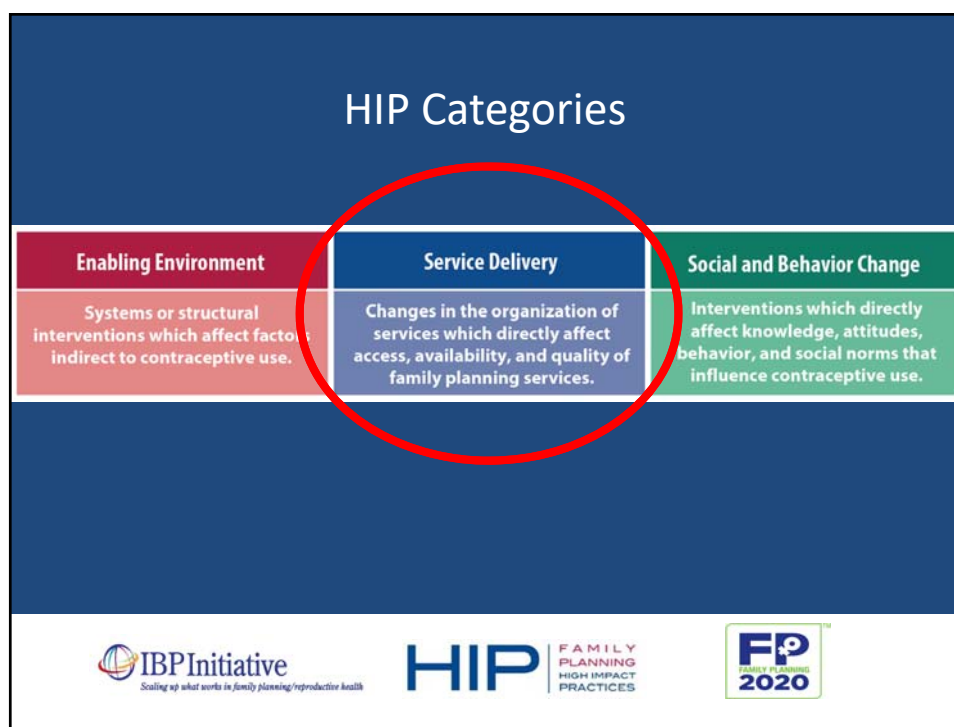 HIP Categories
Enabling Environment
Systems or structural
interventions which affect factors
indirect to contraceptive use.
Service Delivery
Changes in the organization of
services which directly affect
access, availability, and quality of
family planning services.
Social and Behavior Change
Interventions which directly
affect knowledge, attitudes,
behavior, and social norms that
influence contraceptive use.
IBP Initiative
Scaling up what works in family planning/reproductive health
HIP
FAMILY
PLANNING
HIGH IMPACT
PRACTICES
FP
FAMILY PLANNING
2020
TM